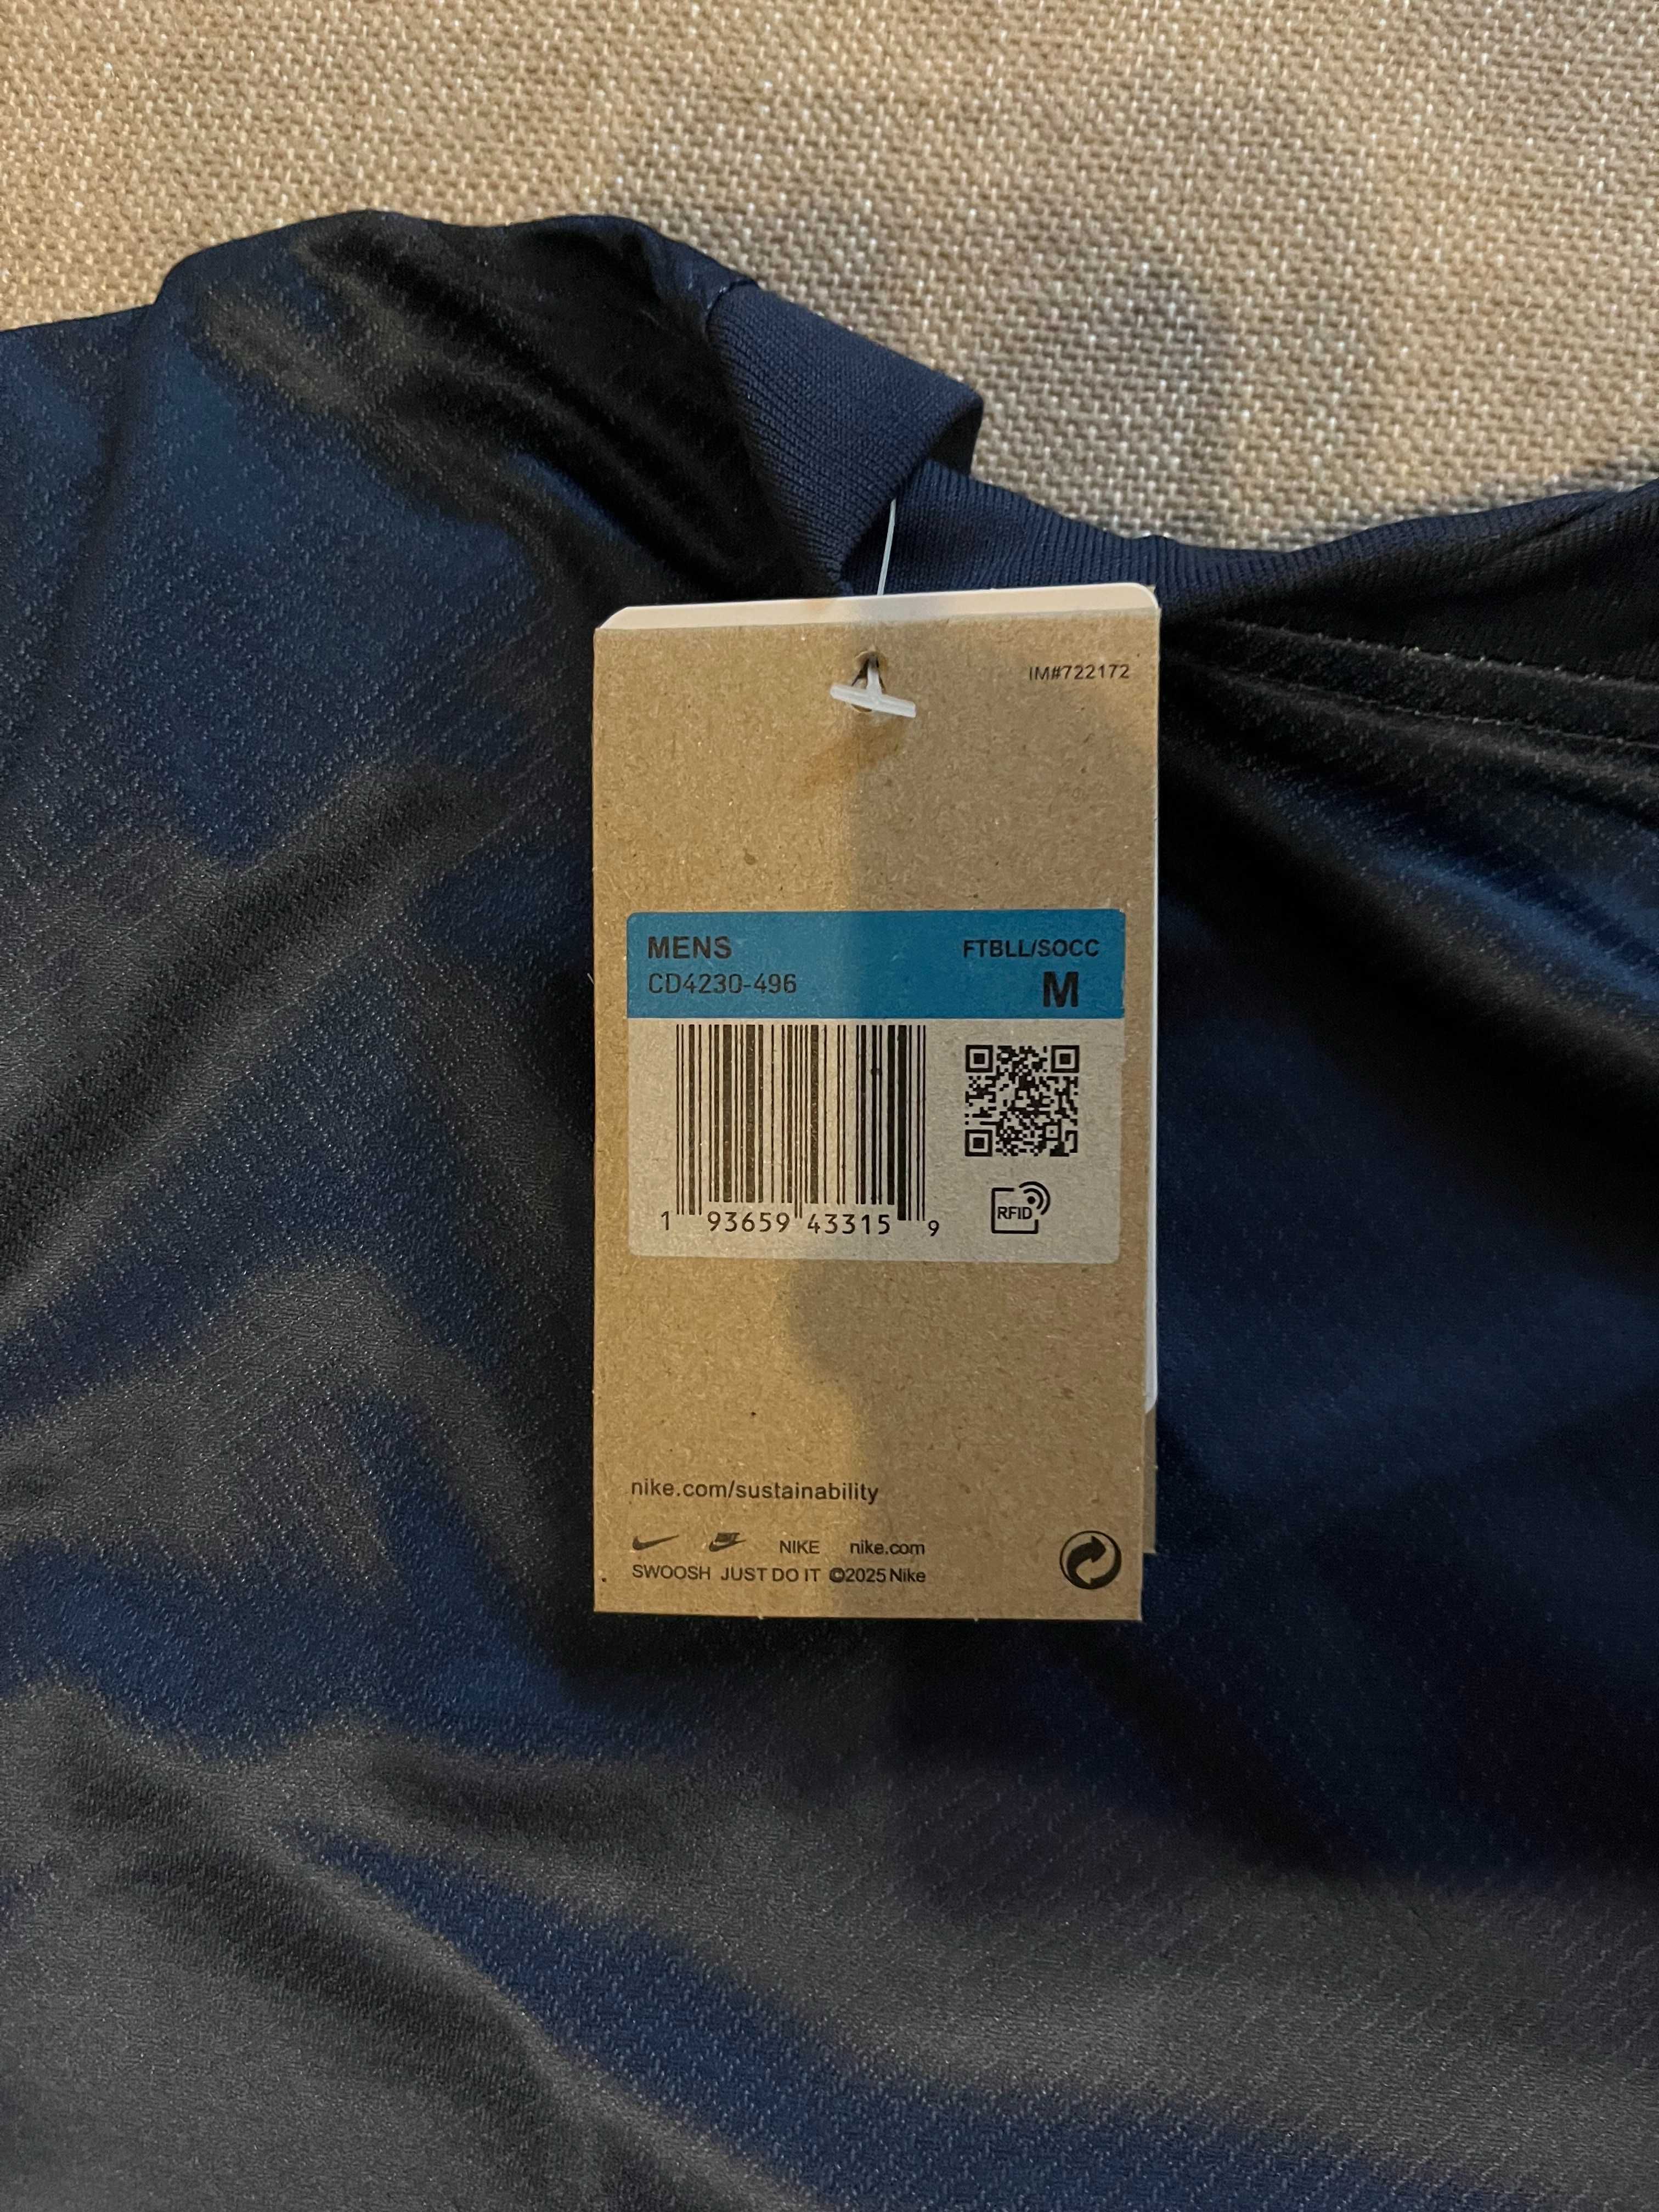 IM#722172
MENS FTBLL/SOCC
CD4230-496 M
1 93659 43315 9
RFID
nike.com/sustainability
NIKE nike.com
SWOOSH JUST DO IT ©2025 Nike